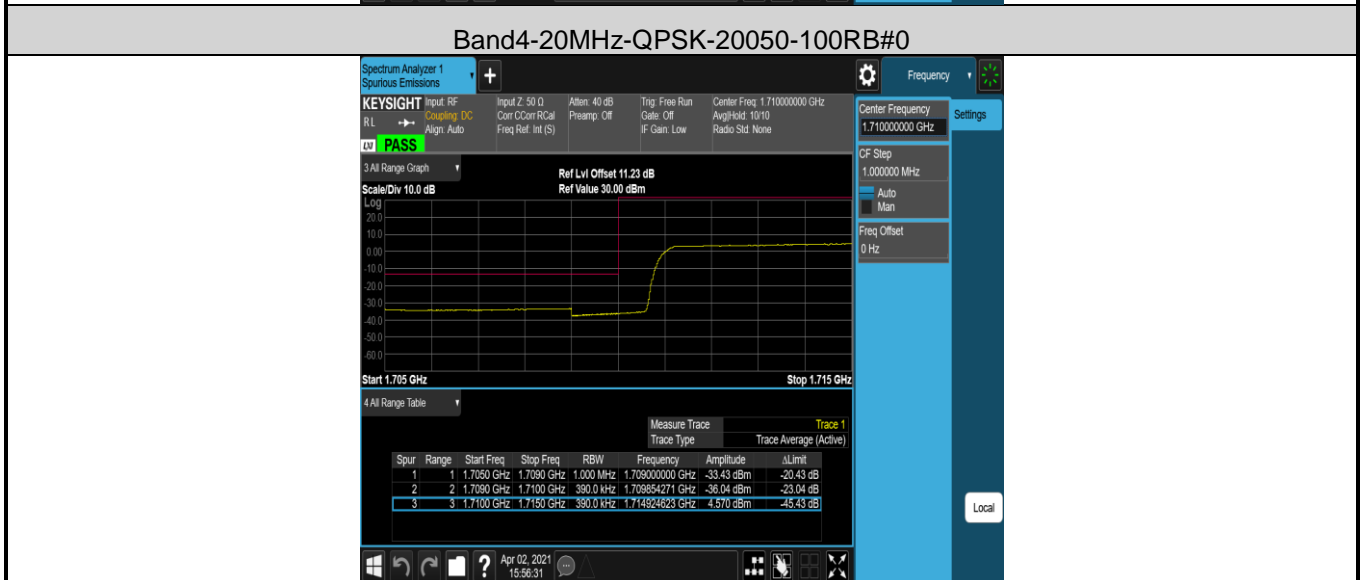 Band4-20MHz-QPSK-20050-100RB#0
Spectrum Analyzer 1
Spurious Emissions
+
Frequency
KEYSIGHT Input: RF Input Z: 50 Ω Atten: 40 dB Trig: Free Run Center Freq: 1.710000000 GHz
RL Coupling: DC Corr CCorr RCal Preamp: Off Gate: Off Avg|Hold: 10/10
Align: Auto Freq Ref: Int (S) IF Gain: Low Radio Std: None
LXI PASS
Center Frequency
1.710000000 GHz
Settings
CF Step
1.000000 MHz
Auto
Man
Freq Offset
0 Hz
3 All Range Graph
Ref Lvl Offset 11.23 dB
Scale/Div 10.0 dB Ref Value 30.00 dBm
Log
20.0
10.0
0.00
-10.0
-20.0
-30.0
-40.0
-50.0
-60.0
Start 1.705 GHz Stop 1.715 GHz
4 All Range Table
Measure Trace Trace 1
Trace Type Trace Average (Active)
Spur Range Start Freq Stop Freq RBW Frequency Amplitude ΔLimit
1 1 1.7050 GHz 1.7090 GHz 1.000 MHz 1.709000000 GHz -33.43 dBm -20.43 dB
2 2 1.7090 GHz 1.7100 GHz 390.0 kHz 1.709854271 GHz -36.04 dBm -23.04 dB
3 3 1.7100 GHz 1.7150 GHz 390.0 kHz 1.714924623 GHz 4.570 dBm -45.43 dB
Local
? Apr 02, 2021
15:56:31